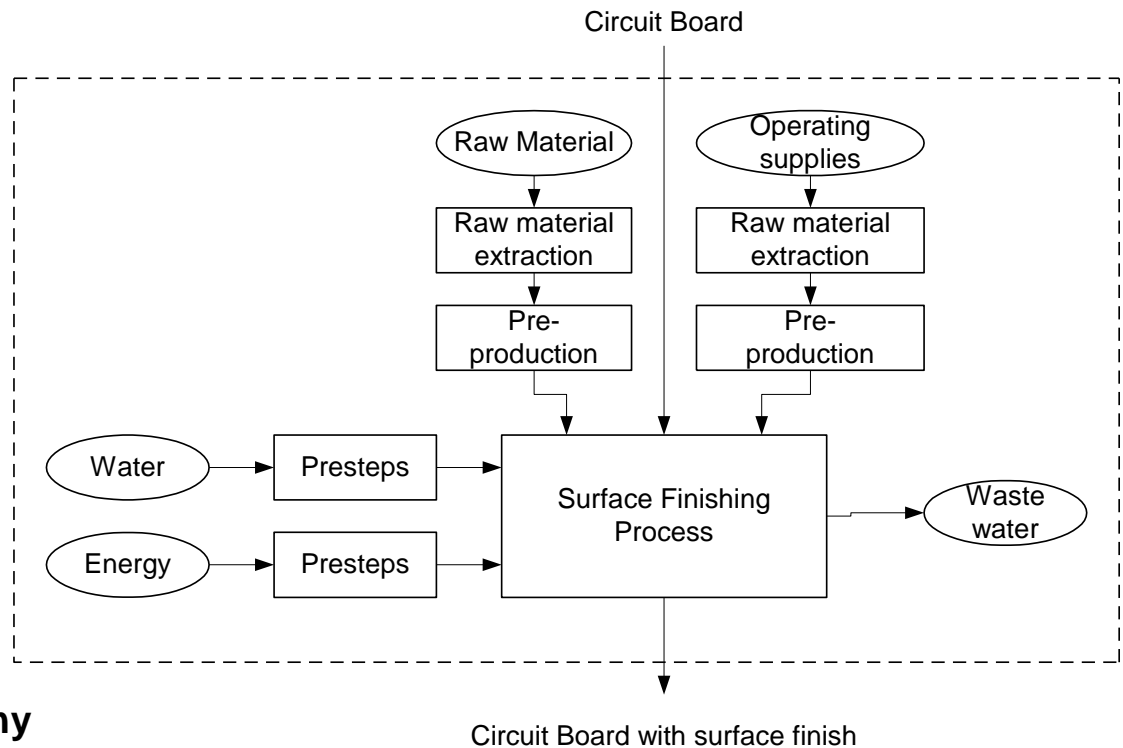 Circuit Board
Raw Material
Operating
supplies
Raw material
extraction
Raw material
extraction
Pre-
production
Pre-
production
Water
Presteps
Surface Finishing
Process
Waste
water
Energy
Presteps
ny
Circuit Board with surface finish